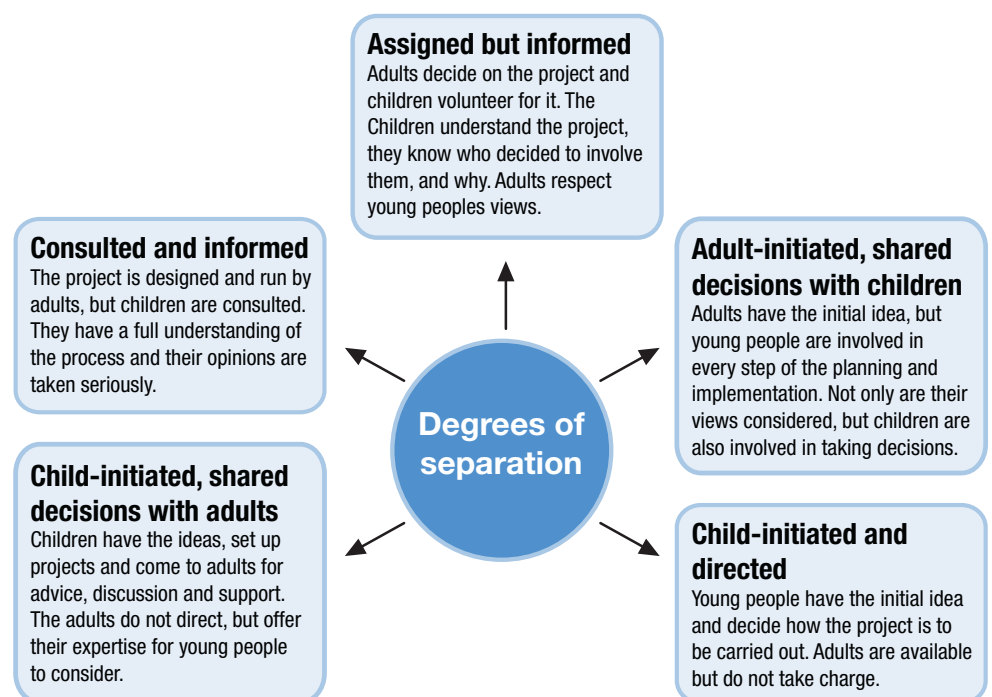 Assigned but informed
Adults decide on the project and
children volunteer for it. The
Children understand the project,
they know who decided to involve
them, and why. Adults respect
young peoples views.
Consulted and informed
The project is designed and run by
adults, but children are consulted.
They have a full understanding of
the process and their opinions are
taken seriously.
Adult-initiated, shared
decisions with children
Adults have the initial idea, but
young people are involved in
every step of the planning and
implementation. Not only are their
views considered, but children are
also involved in taking decisions.
Degrees of
separation
Child-initiated, shared
decisions with adults
Children have the ideas, set up
projects and come to adults for
advice, discussion and support.
The adults do not direct, but offer
their expertise for young people
to consider.
Child-initiated and
directed
Young people have the initial idea
and decide how the project is to
be carried out. Adults are available
but do not take charge.